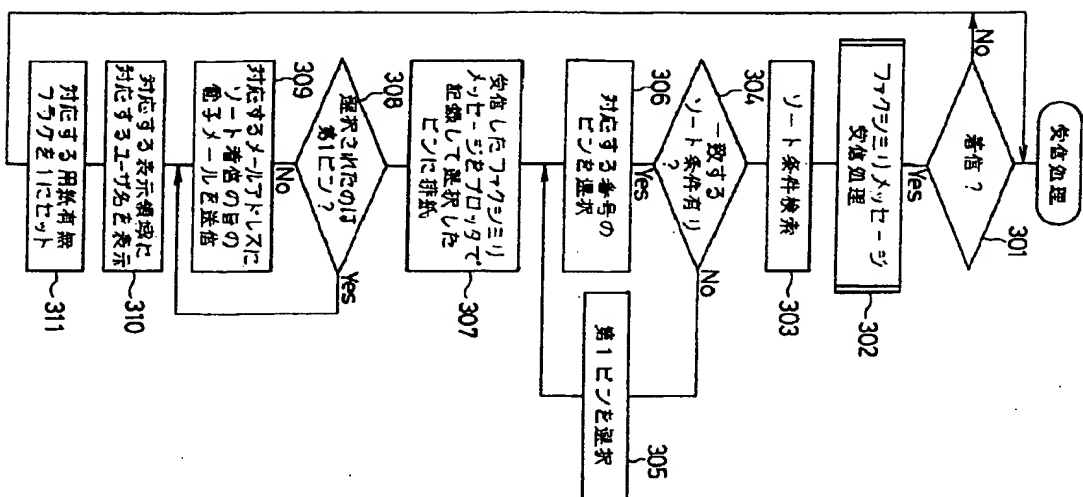 受信処理
着信?
301
No
Yes
ファクシミリメッセージ
受信処理
302
ソート条件検索
303
一致する
ソート条件有り
?
304
No
Yes
第1ビンを選択
305
対応する番号の
ビンを選択
306
受信したファクシミリ
メッセージをプロッタで
記録して選択した
ビンに排紙
307
選択されたのは
第1ビン?
308
Yes
No
対応するメールアドレスに
ソート着信の旨の
電子メールを送信
309
対応する表示領域に
対応するユーザ名を表示
310
対応する用紙有無
フラグを1にセット
311